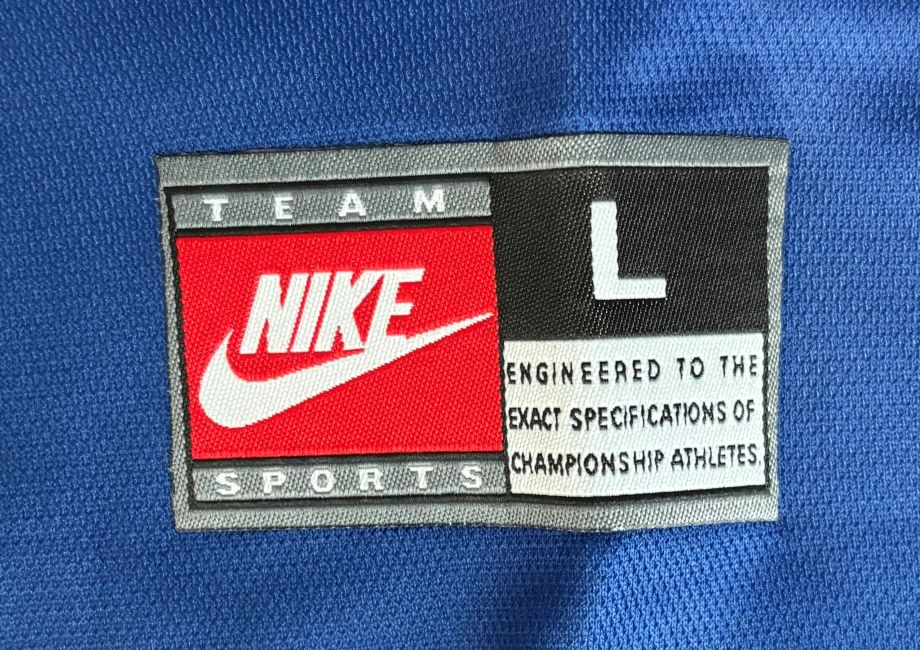 TEAM
NIKE
SPORTS
L
ENGINEERED TO THE
EXACT SPECIFICATIONS OF
CHAMPIONSHIP ATHLETES.